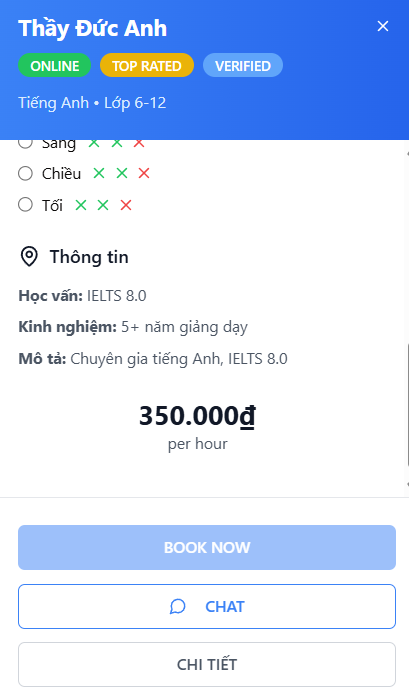 Thầy Đức Anh
ONLINE TOP RATED VERIFIED
Tiếng Anh • Lớp 6-12
Sáng
Chiều
Tối
Thông tin
Học vấn: IELTS 8.0
Kinh nghiệm: 5+ năm giảng dạy
Mô tả: Chuyên gia tiếng Anh, IELTS 8.0
350.000₫
per hour
BOOK NOW
CHAT
CHI TIẾT